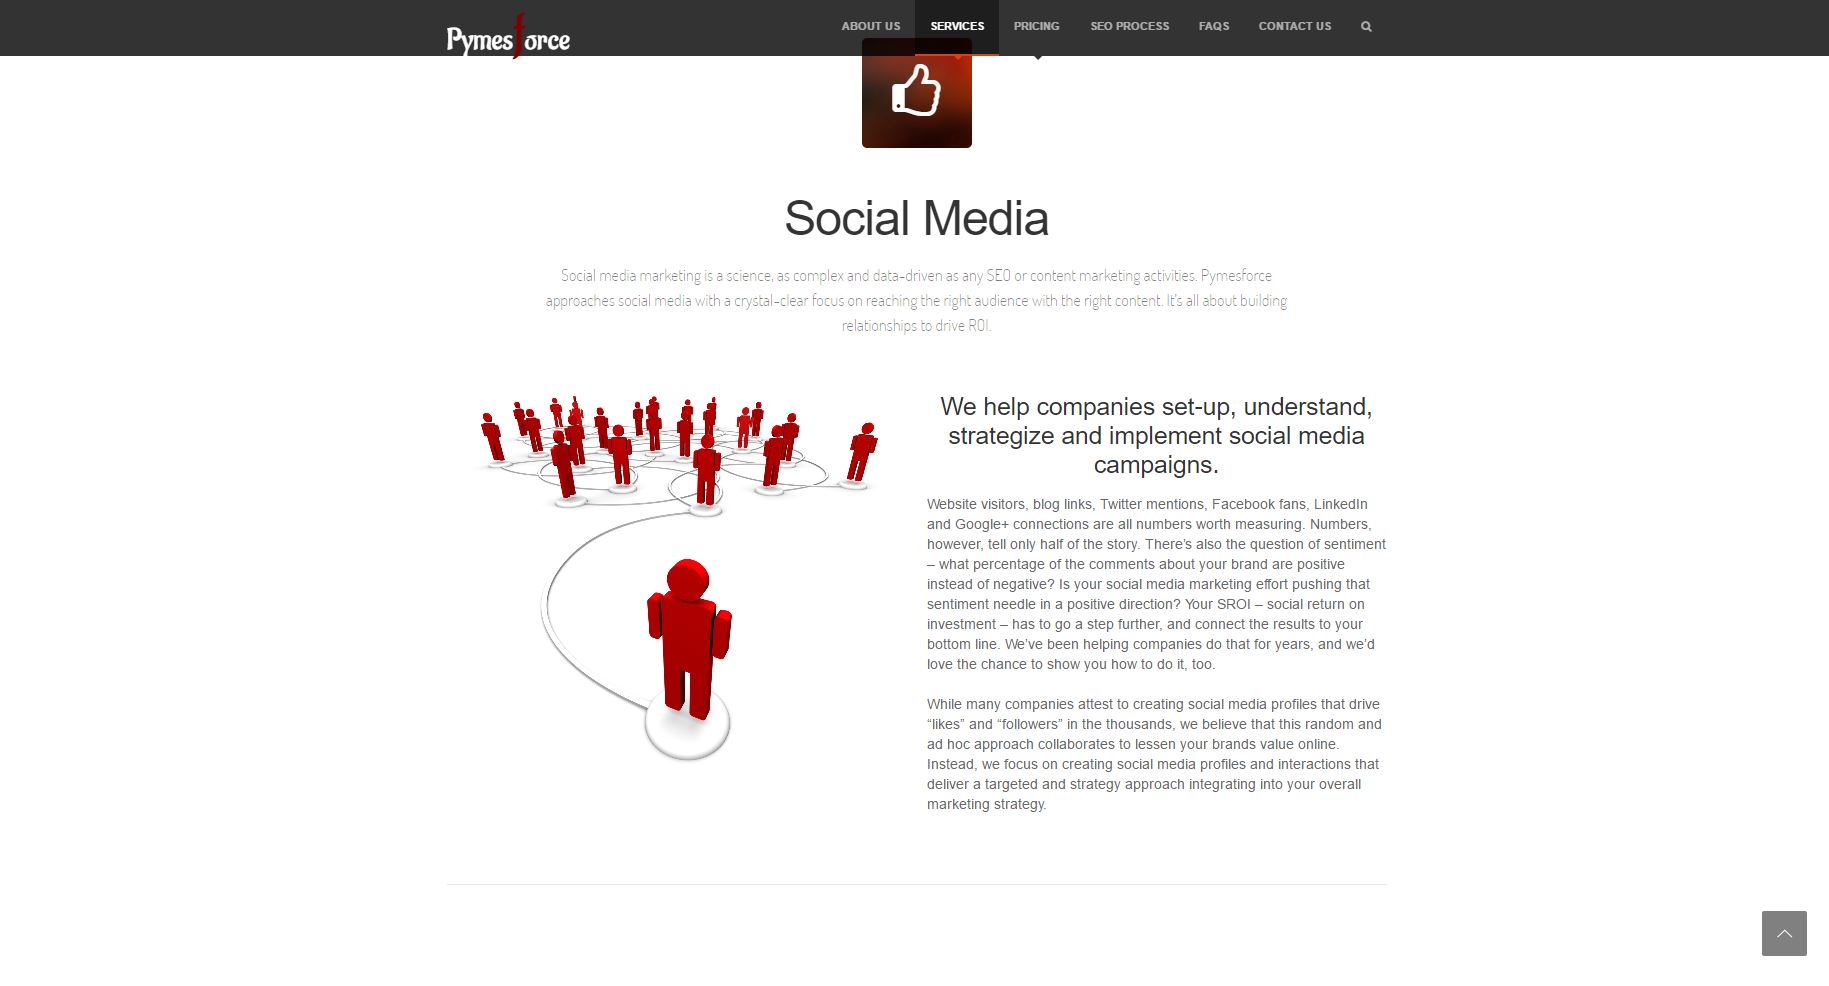 Pymesforce
ABOUT US
SERVICES
PRICING
SEO PROCESS
FAQS
CONTACT US
Social Media
Social media marketing is a science, as complex and data-driven as any SEO or content marketing activities. Pymesforce
approaches social media with a crystal-clear focus on reaching the right audience with the right content. It's all about building
relationships to drive ROI.
We help companies set-up, understand,
strategize and implement social media
campaigns.
Website visitors, blog links, Twitter mentions, Facebook fans, LinkedIn
and Google+ connections are all numbers worth measuring. Numbers,
however, tell only half of the story. There’s also the question of sentiment
– what percentage of the comments about your brand are positive
instead of negative? Is your social media marketing effort pushing that
sentiment needle in a positive direction? Your SROI – social return on
investment – has to go a step further, and connect the results to your
bottom line. We’ve been helping companies do that for years, and we’d
love the chance to show you how to do it, too.
While many companies attest to creating social media profiles that drive
“likes” and “followers” in the thousands, we believe that this random and
ad hoc approach collaborates to lessen your brands value online.
Instead, we focus on creating social media profiles and interactions that
deliver a targeted and strategy approach integrating into your overall
marketing strategy.